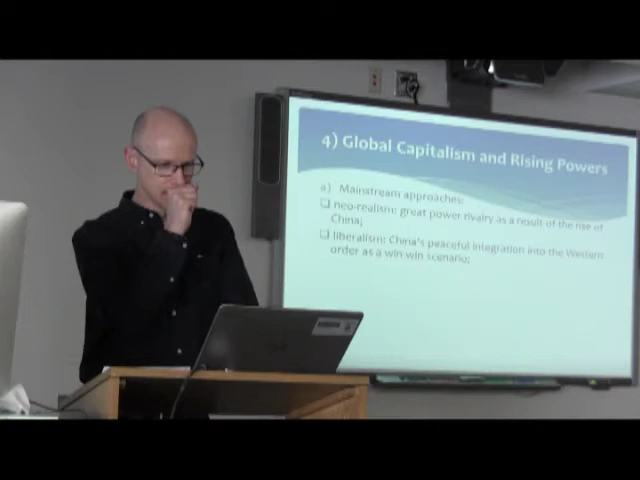 4) Global Capitalism and Rising Powers
a) Mainstream approaches:
neo-realism: great power rivalry as a result of the rise of
China;
liberalism: China's peaceful integration into the Western
order as a win win scenario;